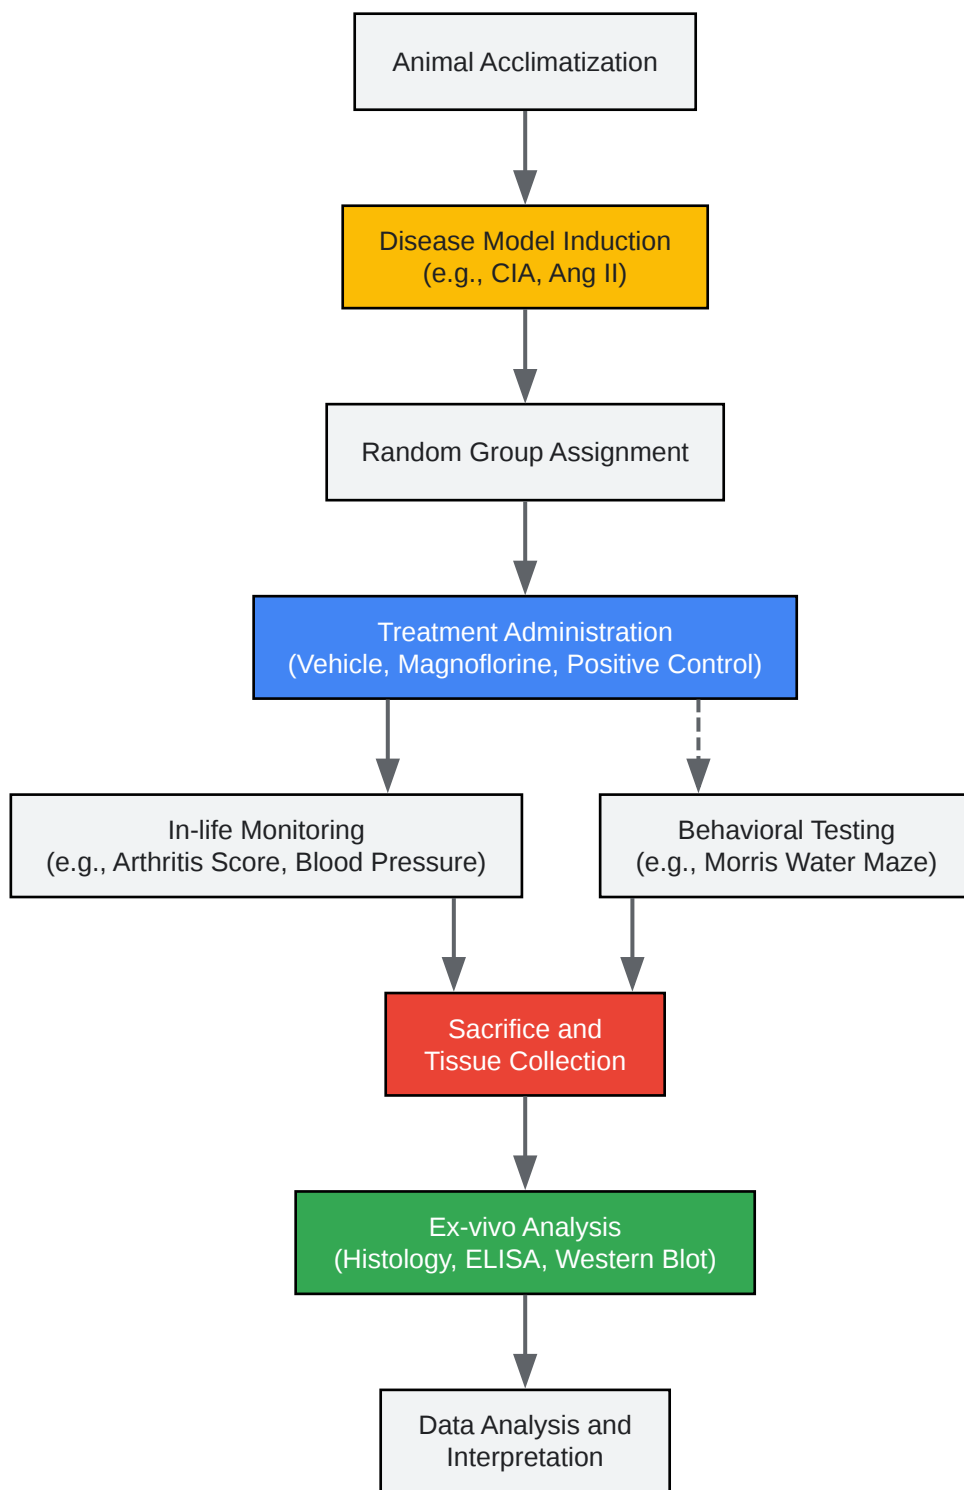 Animal Acclimatization
Disease Model Induction
(e.g., CIA, Ang II)
Random Group Assignment
Treatment Administration
(Vehicle, Magnoflorine, Positive Control)
In-life Monitoring
(e.g., Arthritis Score, Blood Pressure)
Behavioral Testing
(e.g., Morris Water Maze)
Sacrifice and
Tissue Collection
Ex-vivo Analysis
(Histology, ELISA, Western Blot)
Data Analysis and
Interpretation